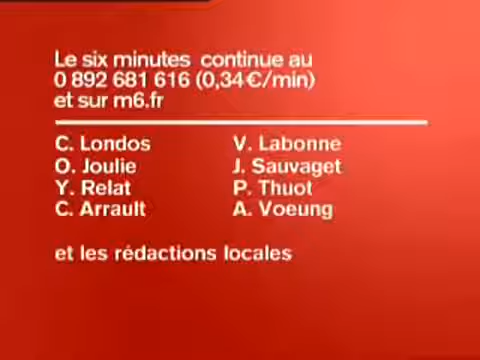 Le six minutes continue au
0 892 681 616 (0,34€/min)
et sur m6.fr
C. Londos V. Labonne
O. Joulie J. Sauvaget
Y. Relat P. Thuot
C. Arrault A. Voeung
et les rédactions locales